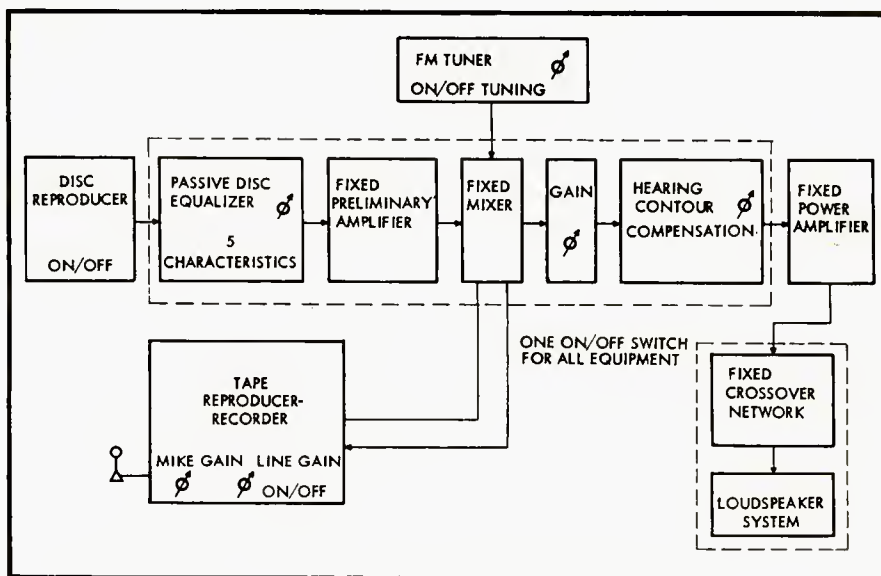 FM TUNER
ON/OFF TUNING
DISC
REPRODUCER
ON/OFF
PASSIVE DISC
EQUALIZER
5
CHARACTERISTICS
FIXED
PRELIMINARY
AMPLIFIER
FIXED
MIXER
GAIN
HEARING
CONTOUR
COMPENSATION
FIXED
POWER
AMPLIFIER
ONE ON/OFF SWITCH
FOR ALL EQUIPMENT
TAPE
REPRODUCER-
RECORDER
MIKE GAIN LINE GAIN
ON/OFF
FIXED
CROSSOVER
NETWORK
LOUDSPEAKER
SYSTEM